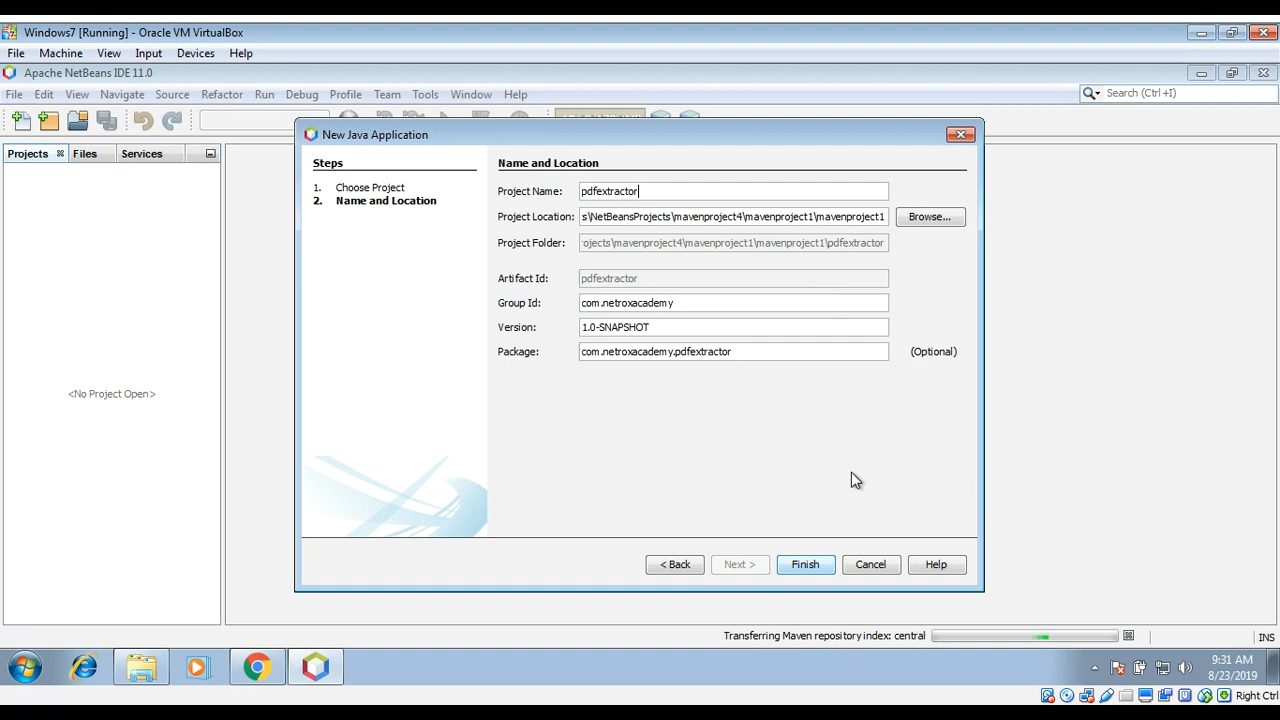 Windows7 [Running] - Oracle VM VirtualBox
File Machine View Input Devices Help
Apache NetBeans IDE 11.0
File Edit View Navigate Source Refactor Run Debug Profile Team Tools Window Help
Search (Ctrl+I)
New Java Application
Projects Files Services
Steps
1. Choose Project
2. Name and Location
Name and Location
Project Name: pdfextractor
Project Location: s\NetBeansProjects\mavenproject4\mavenproject1\mavenproject1 Browse...
Project Folder: ojects\mavenproject4\mavenproject1\mavenproject1\pdfextractor
Artifact Id: pdfextractor
Group Id: com.netroxacademy
Version: 1.0-SNAPSHOT
Package: com.netroxacademy.pdfextractor (Optional)
<No Project Open>
< Back Next > Finish Cancel Help
Transferring Maven repository index: central
INS
9:31 AM
8/23/2019
Right Ctrl